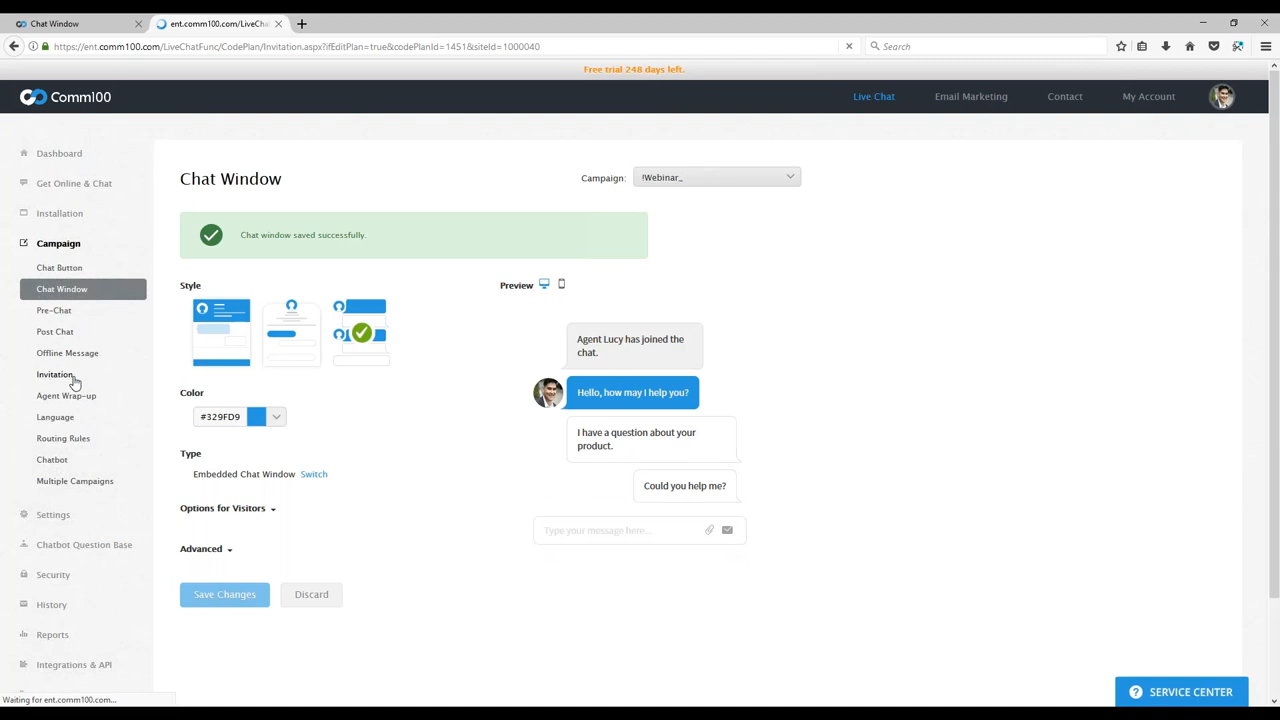 Chat Window
ent.comm100.com/LiveChatFunc
https://ent.comm100.com/LiveChatFunc/CodePlan/Invitation.aspx?ifEditPlan=true&codePlanId=1451&siteId=1000040
Search
Free trial 248 days left.
Comm100
Live Chat
Email Marketing
Contact
My Account
Dashboard
Get Online & Chat
Installation
Campaign
Chat Button
Chat Window
Pre-Chat
Post Chat
Offline Message
Invitation
Agent Wrap-up
Language
Routing Rules
Chatbot
Multiple Campaigns
Settings
Chatbot Question Base
Security
History
Reports
Integrations & API
Chat Window
Campaign:
!Webinar_
Chat window saved successfully.
Style
Color
#329FD9
Type
Embedded Chat Window Switch
Options for Visitors
Advanced
Save Changes
Discard
Preview
Agent Lucy has joined the
chat.
Hello, how may I help you?
I have a question about your
product.
Could you help me?
Type your message here...
SERVICE CENTER
Waiting for ent.comm100.com...